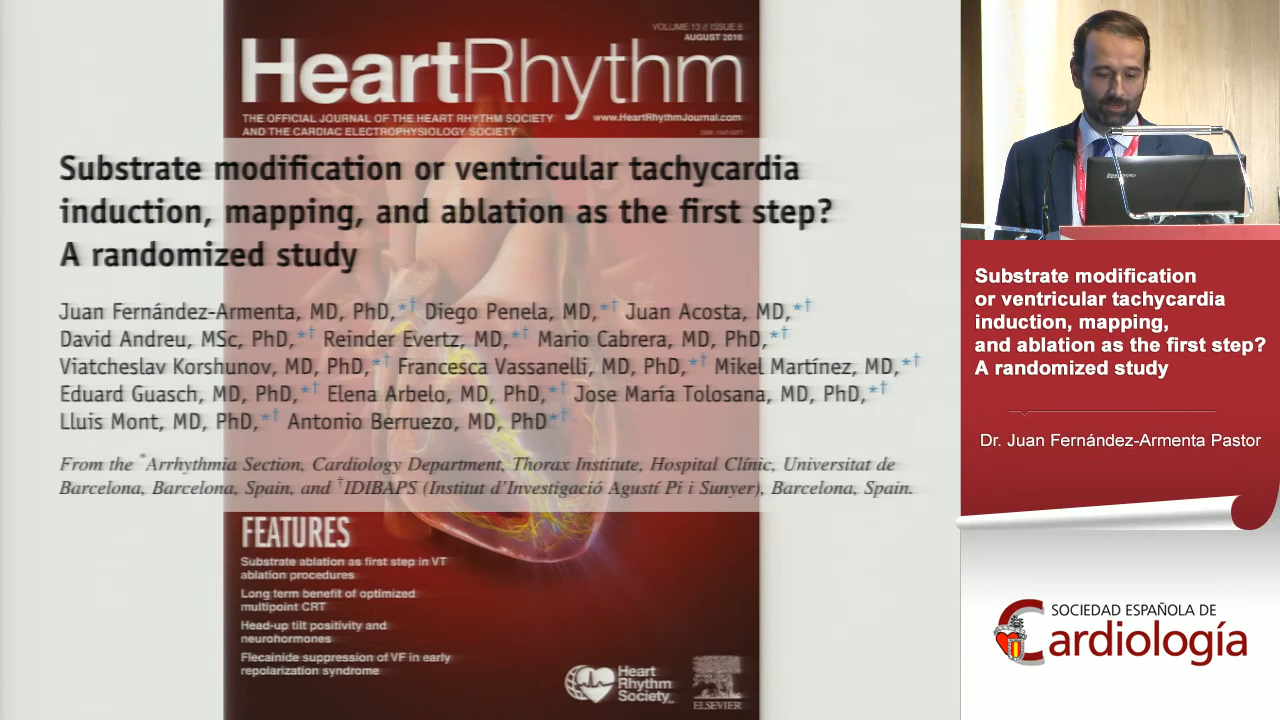 VOLUME 13 // ISSUE 8
AUGUST 2016
HeartRhythm
THE OFFICIAL JOURNAL OF THE HEART RHYTHM SOCIETY
AND THE CARDIAC ELECTROPHYSIOLOGY SOCIETY
www.HeartRhythmJournal.com
Substrate modification or ventricular tachycardia
induction, mapping, and ablation as the first step?
A randomized study
Juan Fernández-Armenta, MD, PhD,*† Diego Penela, MD,*† Juan Acosta, MD,*†
David Andreu, MSc, PhD,*† Reinder Evertz, MD,*† Mario Cabrera, MD, PhD,*†
Viatcheslav Korshunov, MD, PhD,*† Francesca Vassanelli, MD, PhD,*† Mikel Martínez, MD,*†
Eduard Guasch, MD, PhD,*† Elena Arbelo, MD, PhD,*† Jose María Tolosana, MD, PhD,*†
Lluis Mont, MD, PhD,*† Antonio Berruezo, MD, PhD*†
From the *Arrhythmia Section, Cardiology Department, Thorax Institute, Hospital Clínic, Universitat de
Barcelona, Barcelona, Spain, and †IDIBAPS (Institut d'Investigació Agustí Pi i Sunyer), Barcelona, Spain.
FEATURES
Substrate ablation as first step in VT
ablation procedures
Long term benefit of optimized
multipoint CRT
Head-up tilt positivity and
neurohormones
Flecainide suppression of VF in early
repolarization syndrome
Heart
Rhythm
Society
ELSEVIER
lenovo
Substrate modification
or ventricular tachycardia
induction, mapping,
and ablation as the first step?
A randomized study
Dr. Juan Fernández-Armenta Pastor
SOCIEDAD ESPAÑOLA DE
Cardiología